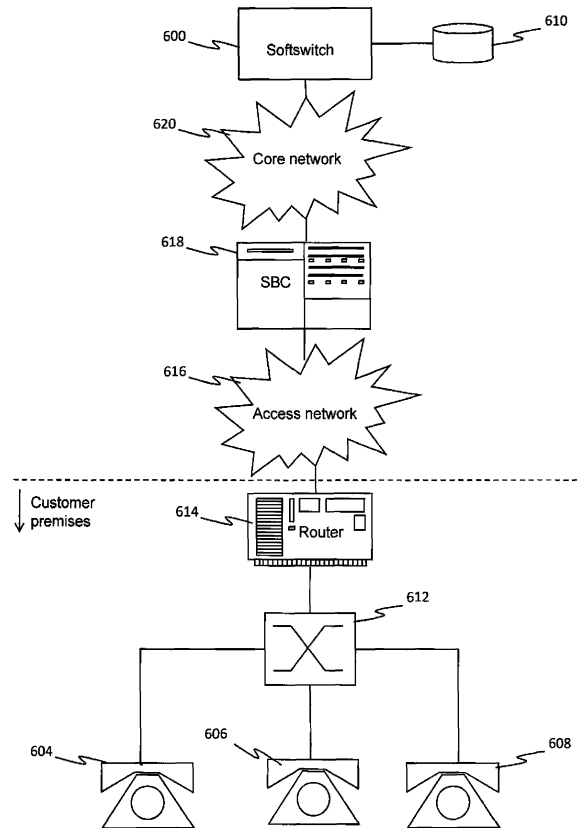 600
Softswitch
610
620
Core network
618
SBC
616
Access network
Customer
premises
614
Router
612
604
606
608